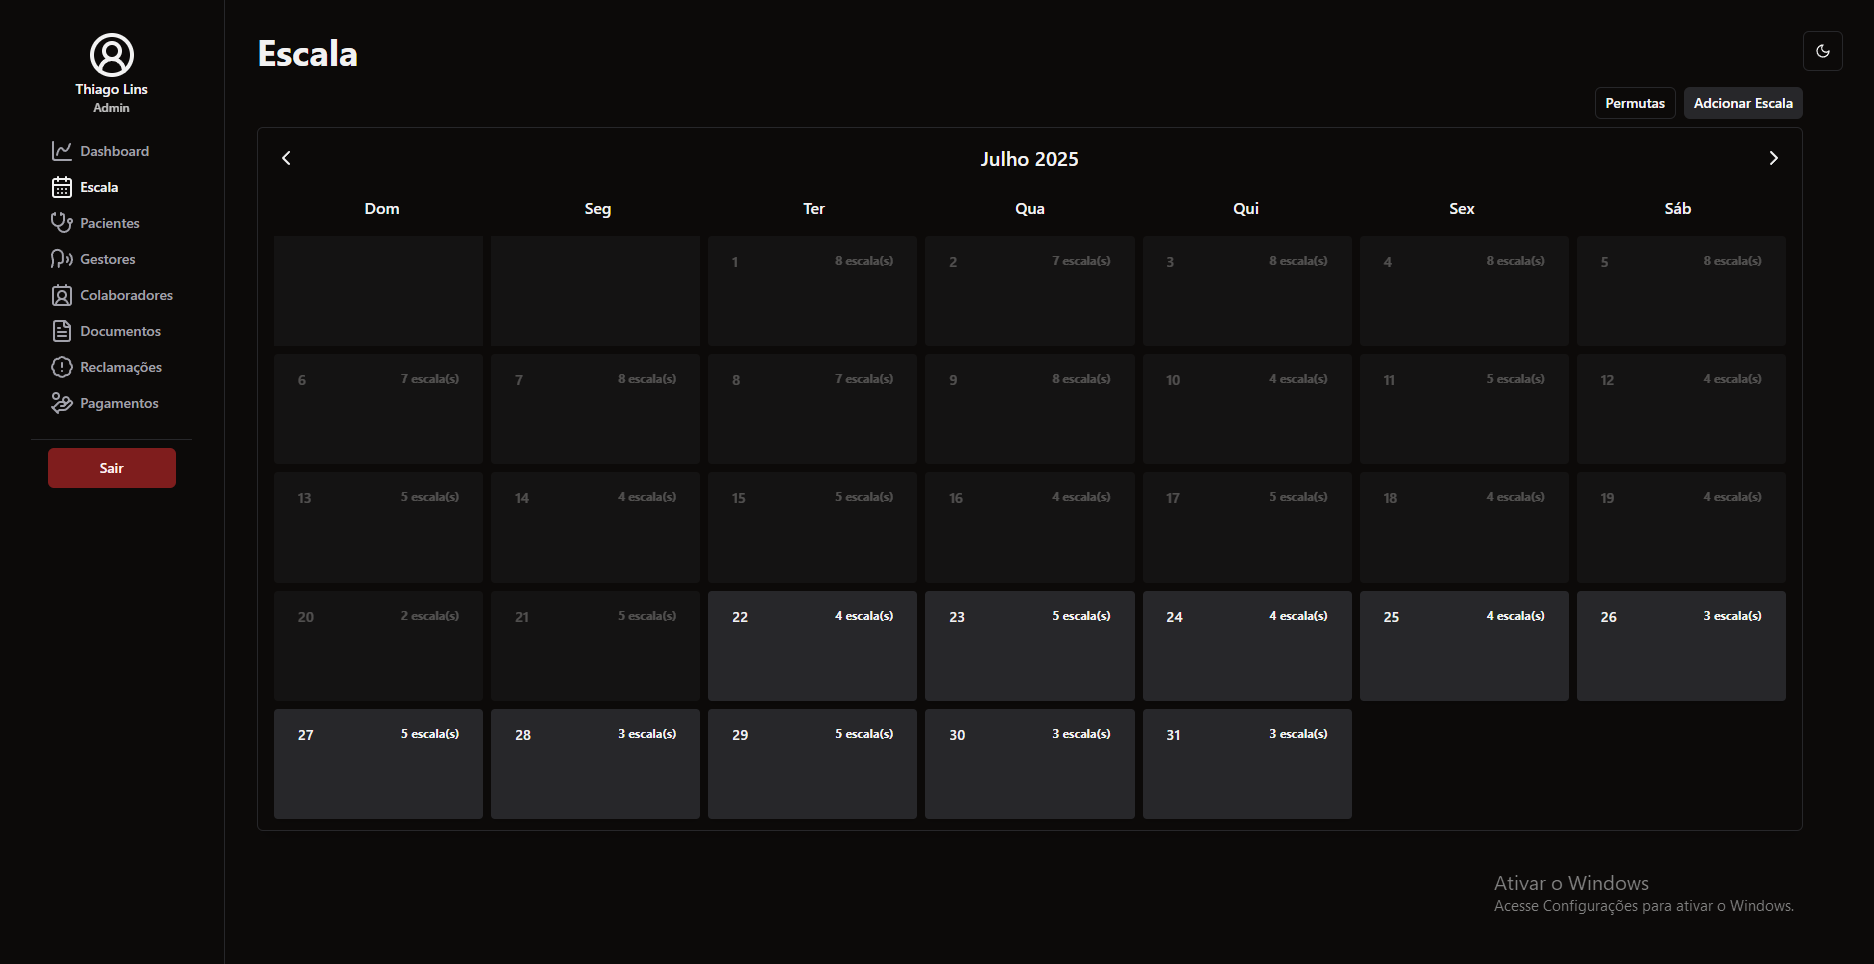 Thiago Lins
Admin
Dashboard
Escala
Pacientes
Gestores
Colaboradores
Documentos
Reclamações
Pagamentos
Sair
Escala
Permutas
Adcionar Escala
Julho 2025
Dom Seg Ter Qua Qui Sex Sáb
1 8 escala(s) 2 7 escala(s) 3 8 escala(s) 4 8 escala(s) 5 8 escala(s)
6 7 escala(s) 7 8 escala(s) 8 7 escala(s) 9 8 escala(s) 10 4 escala(s) 11 5 escala(s) 12 4 escala(s)
13 5 escala(s) 14 4 escala(s) 15 5 escala(s) 16 4 escala(s) 17 5 escala(s) 18 4 escala(s) 19 4 escala(s)
20 2 escala(s) 21 5 escala(s) 22 4 escala(s) 23 5 escala(s) 24 4 escala(s) 25 4 escala(s) 26 3 escala(s)
27 5 escala(s) 28 3 escala(s) 29 5 escala(s) 30 3 escala(s) 31 3 escala(s)
Ativar o Windows
Acesse Configurações para ativar o Windows.